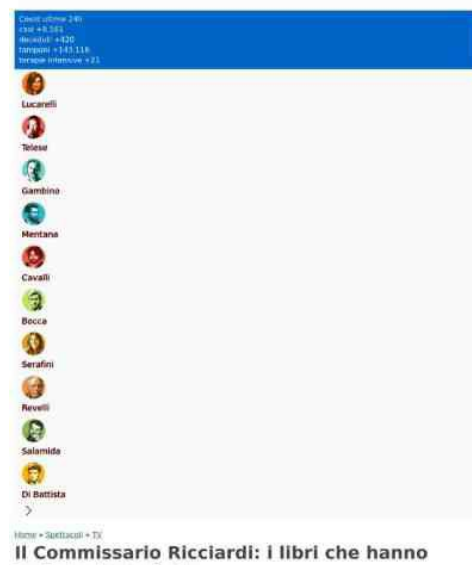 Covid ultime 24h
casi +8.561
deceduti +420
tamponi +143.116
terapie intensive +21
Lucarelli
Telese
Gambino
Mentana
Cavalli
Bocca
Serafini
Revelli
Salamida
Di Battista
Home » Spettacoli » TV
Il Commissario Ricciardi: i libri che hanno